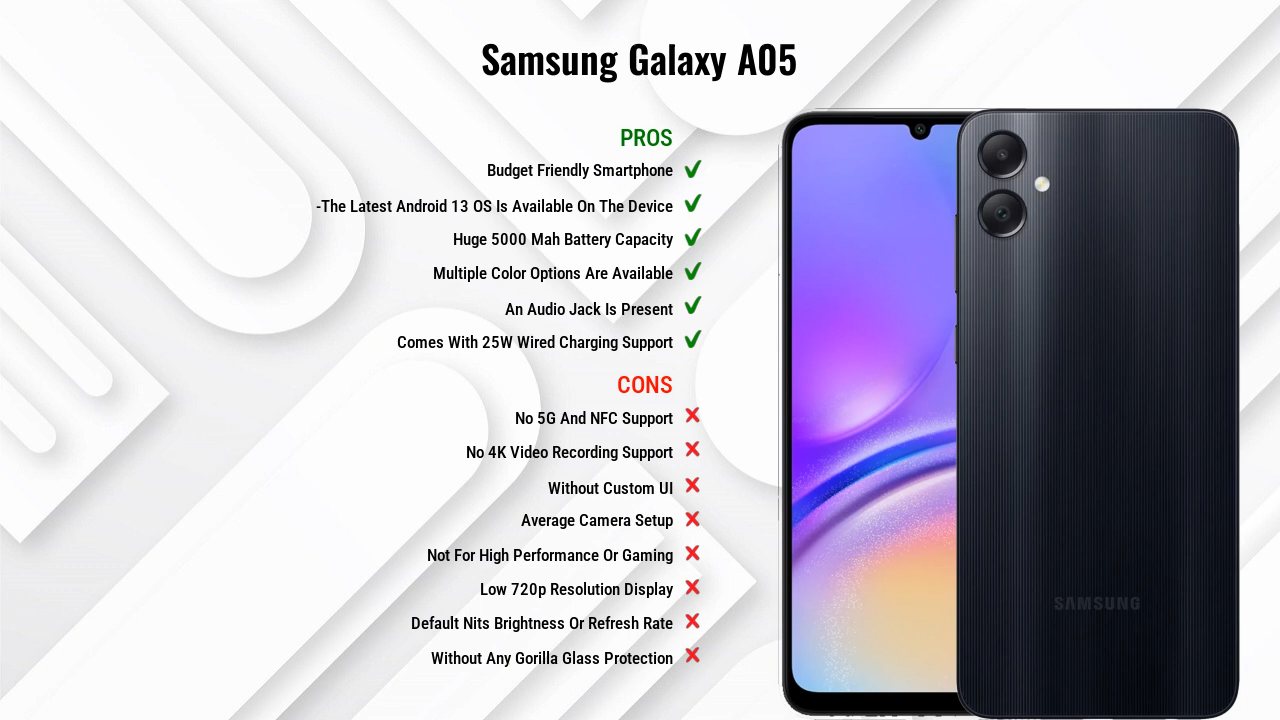 Samsung Galaxy A05
PROS
Budget Friendly Smartphone
-The Latest Android 13 OS Is Available On The Device
Huge 5000 Mah Battery Capacity
Multiple Color Options Are Available
An Audio Jack Is Present
Comes With 25W Wired Charging Support
CONS
No 5G And NFC Support
No 4K Video Recording Support
Without Custom UI
Average Camera Setup
Not For High Performance Or Gaming
Low 720p Resolution Display
Default Nits Brightness Or Refresh Rate
Without Any Gorilla Glass Protection
SAMSUNG